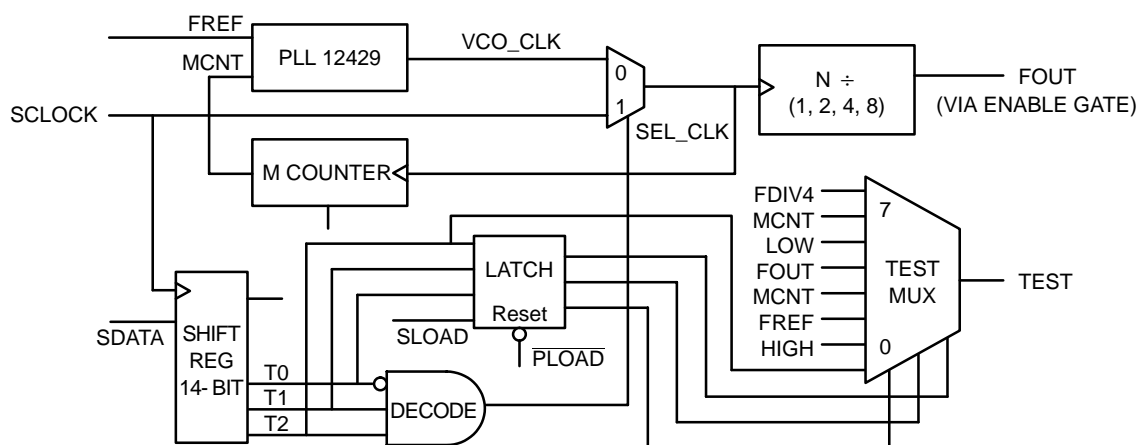 FREF
MCNT
PLL 12429
VCO_CLK
0
1
SCLOCK
SEL_CLK
N ÷
(1, 2, 4, 8)
FOUT
(VIA ENABLE GATE)
M COUNTER
FDIV4
MCNT
LOW
FOUT
MCNT
FREF
HIGH
7
TEST
MUX
0
TEST
LATCH
Reset
SLOAD
PLOAD
SDATA
SHIFT
REG
14- BIT
T0
T1
T2
DECODE